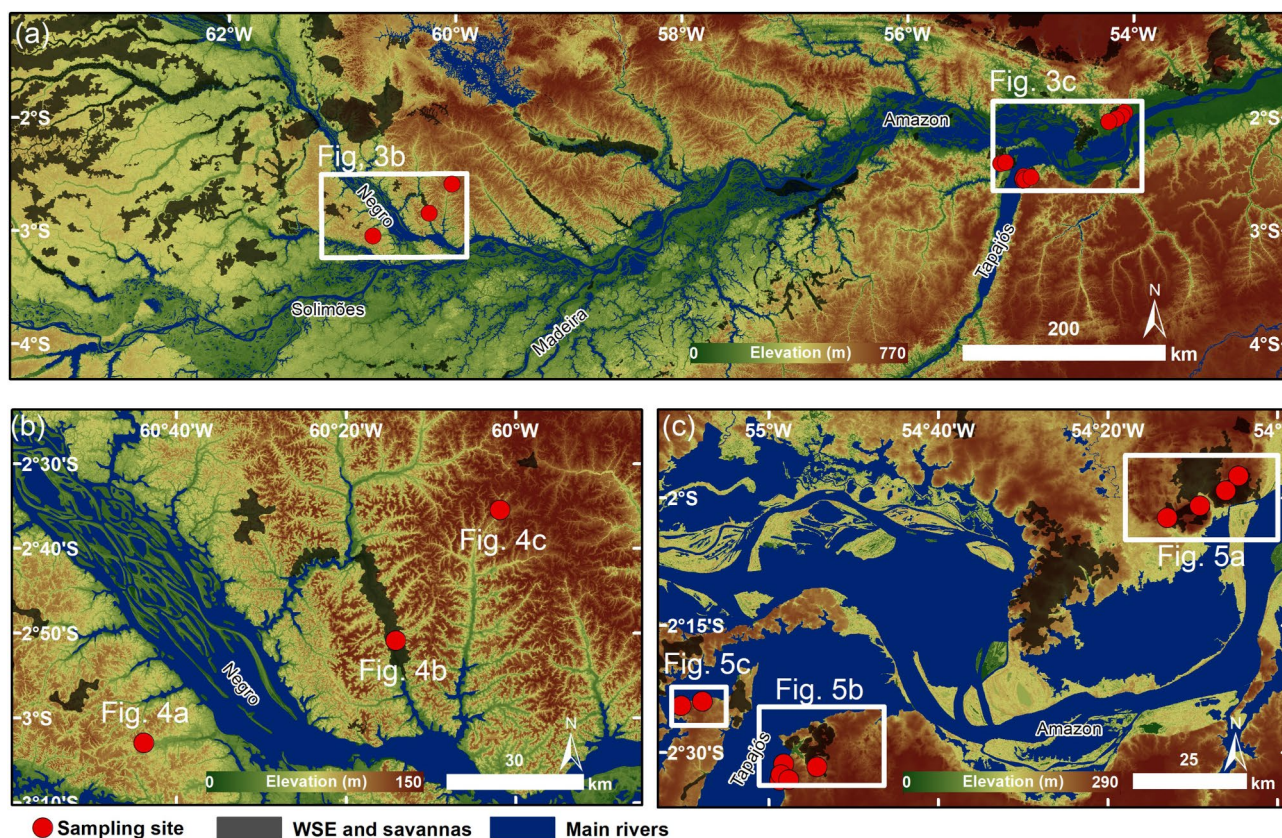 (a)
62°W
60°W
58°W
56°W
54°W
2°S
2°S
Fig. 3b
Fig. 3c
Amazon
Negro
3°S
3°S
Tapajós
Solimões
Madeira
N
200
km
0 Elevation (m) 770
4°S
4°S
(b)
60°40'W
60°20'W
60°W
2°30'S
Fig. 4c
2°40'S
2°50'S
Fig. 4b
Negro
3°S
Fig. 4a
N
0 Elevation (m) 150
30
km
3°10'S
(c)
55°W
54°40'W
54°20'W
54°
2°S
Fig. 5a
2°15'S
Fig. 5c
Fig. 5b
Amazon
Tapajós
2°30'S
N
0 Elevation (m) 290
25
km
Sampling site WSE and savannas Main rivers